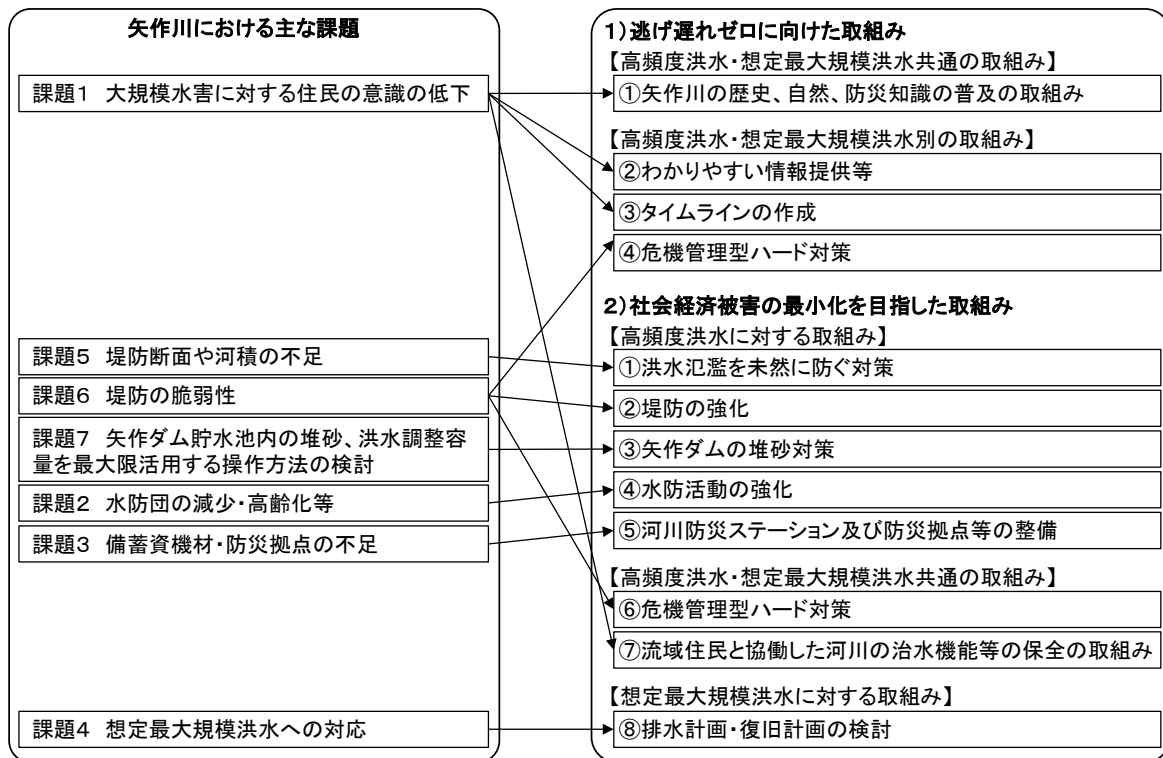 矢作川における主な課題
課題1 大規模水害に対する住民の意識の低下
課題5 堤防断面や河積の不足
課題6 堤防の脆弱性
課題7 矢作ダム貯水池内の堆砂、洪水調整容
量を最大限活用する操作方法の検討
課題2 水防団の減少・高齢化等
課題3 備蓄資機材・防災拠点の不足
課題4 想定最大規模洪水への対応
1)逃げ遅れゼロに向けた取組み
【高頻度洪水・想定最大規模洪水共通の取組み】
①矢作川の歴史、自然、防災知識の普及の取組み
【高頻度洪水・想定最大規模洪水別の取組み】
②わかりやすい情報提供等
③タイムラインの作成
④危機管理型ハード対策
2)社会経済被害の最小化を目指した取組み
【高頻度洪水に対する取組み】
①洪水氾濫を未然に防ぐ対策
②堤防の強化
③矢作ダムの堆砂対策
④水防活動の強化
⑤河川防災ステーション及び防災拠点等の整備
【高頻度洪水・想定最大規模洪水共通の取組み】
⑥危機管理型ハード対策
⑦流域住民と協働した河川の治水機能等の保全の取組み
【想定最大規模洪水に対する取組み】
⑧排水計画・復旧計画の検討